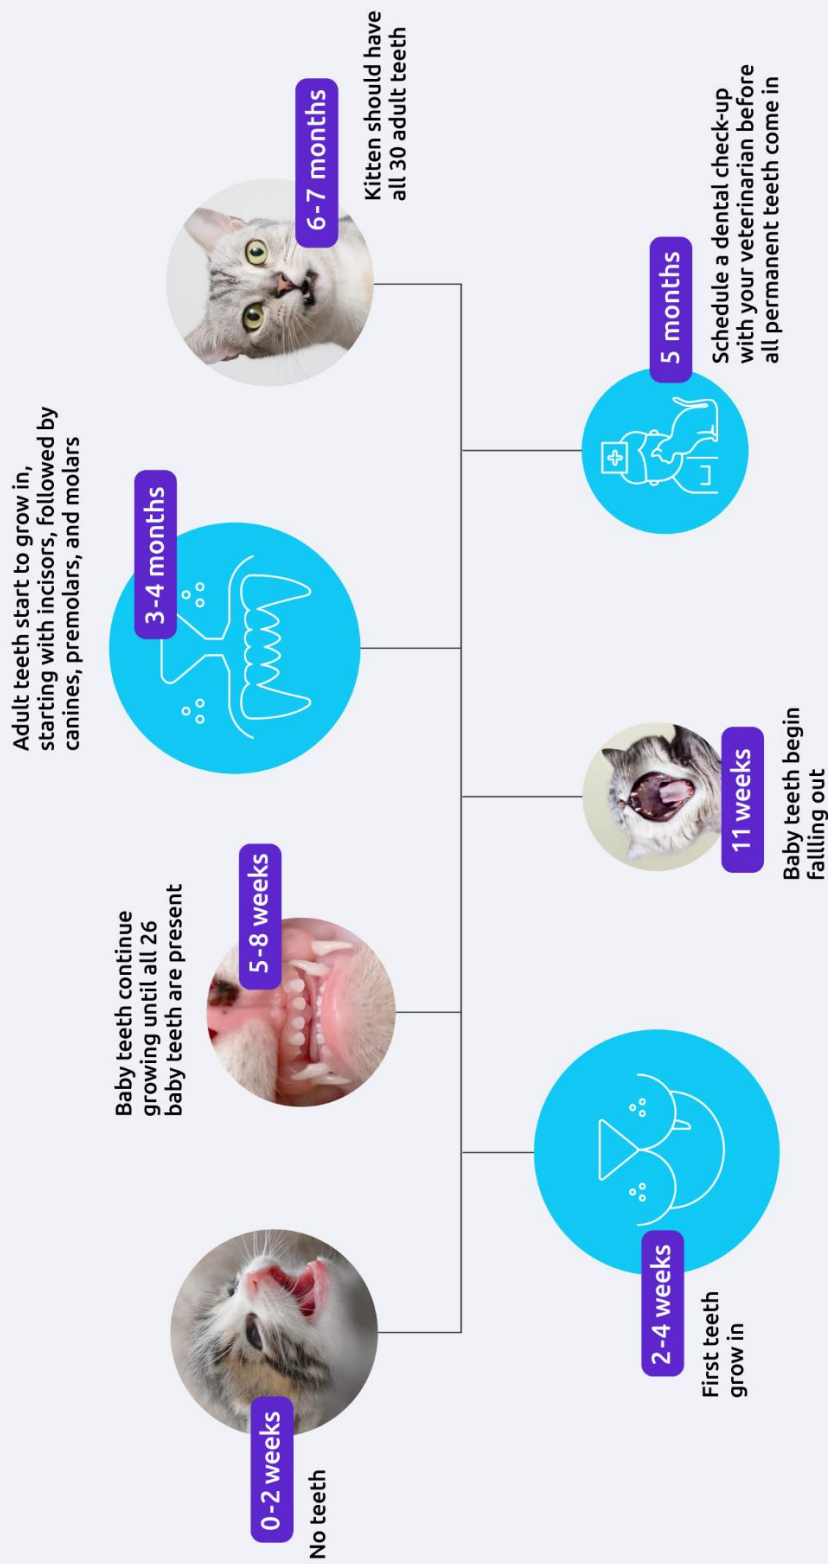 0-2 weeks
No teeth
2-4 weeks
First teeth
grow in
5-8 weeks
Baby teeth continue
growing until all 26
baby teeth are present
11 weeks
Baby teeth begin
fallling out
3-4 months
Adult teeth start to grow in,
starting with incisors, followed by
canines, premolars, and molars
5 months
Schedule a dental check-up
with your veterinarian before
all permanent teeth come in
6-7 months
Kitten should have
all 30 adult teeth